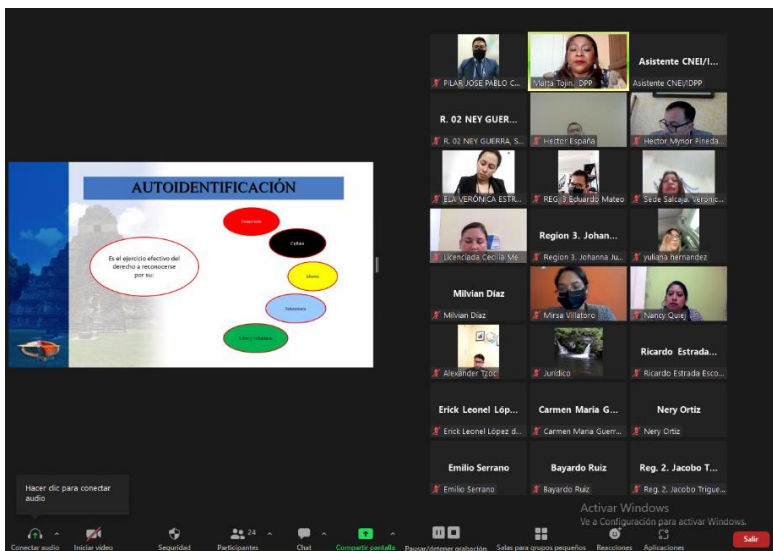 AUTOIDENTIFICACIÓN
Es el ejercicio efectivo del
derecho a reconocerse
por su:
Cultura
Idioma
PILAR JOSE PABLO C...
Marta Tojin. IDPP
Asistente CNEI/I...
Asistente CNEI/IDPP
R. 02 NEY GUER...
R. 02 NEY GUERRA, S...
Hector España
Hector Mynor Pineda...
ELA VERONICA ESTR...
REG 3 Eduardo Mateo
Sede Salcajá. Veronic...
Licenciada Cecilia Me...
Region 3. Johan...
Region 3. Johanna Ju...
yuliana hernandez
Milvian Díaz
Milvian Díaz
Mirsa Villatoro
Nancy Quiej
Alexander Tzoc
Jurídico
Ricardo Estrada...
Ricardo Estrada Esco...
Erick Leonel Lóp...
Erick Leonel López d...
Carmen Maria G...
Carmen Maria Guerr...
Nery Ortiz
Nery Ortiz
Emilio Serrano
Emilio Serrano
Bayardo Ruiz
Bayardo Ruiz
Reg. 2. Jacobo T...
Reg. 2. Jacobo Trigue...
Hacer clic para conectar
audio
Activar Windows
Ve a Configuración para activar Windows.
Conectar audio
Iniciar video
Seguridad
24
Participantes
Chat
Compartir pantalla
Pausar/detener grabación
Salas para grupos pequeños
Reacciones
Aplicaciones
Salir